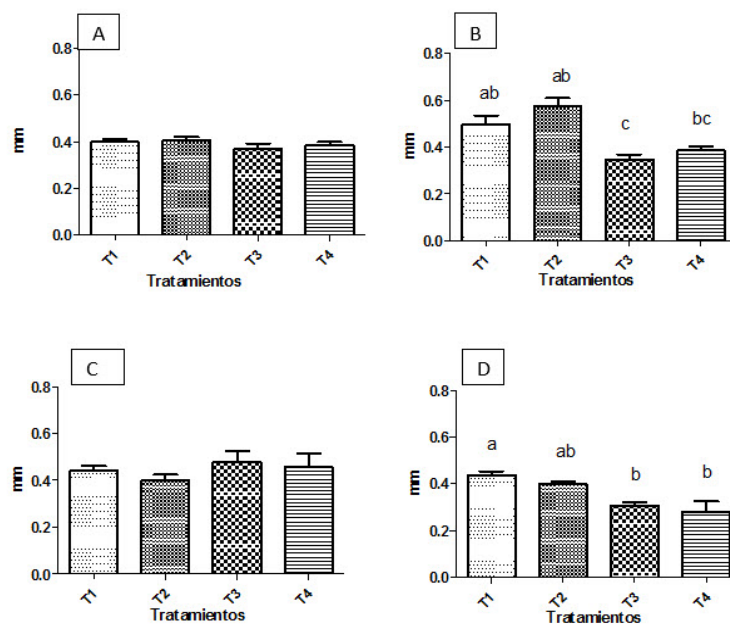 A
0.8
0.6
mm
0.4
0.2
0.0
T1 T2 T3 T4
Tratamientos
B
0.8
ab ab
0.6
c bc
mm
0.4
0.2
0.0
T1 T2 T3 T4
Tratamientos
C
0.8
0.6
mm
0.4
0.2
0.0
T1 T2 T3 T4
Tratamientos
D
0.8
0.6
a ab b b
mm
0.4
0.2
0.0
T1 T2 T3 T4
Tratamientos